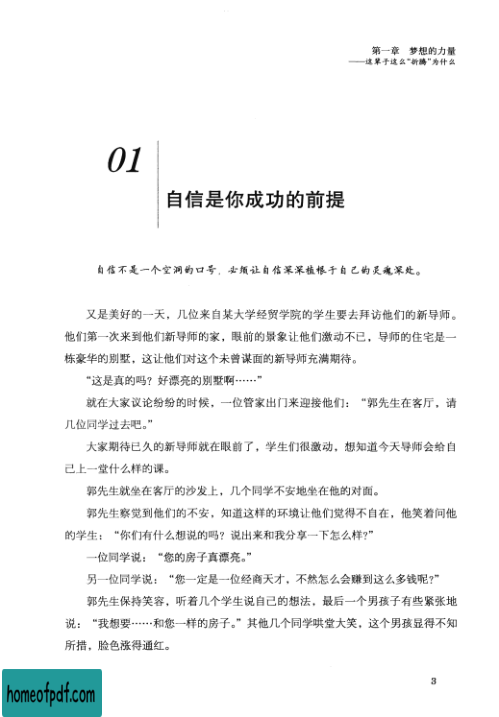 第一章 梦想的力量
——这辈子这么“折腾”为什么
01
自信是你成功的前提
自信不是一个空洞的口号，必须让自信深深植根于自己的灵魂深处。
又是美好的一天，几位来自某大学经贸学院的学生要去拜访他们的新导师。
他们第一次来到他们新导师的家，眼前的景象让他们激动不已，导师的住宅是一
栋豪华的别墅，这让他们对这个未曾谋面的新导师充满期待。
“这是真的吗？好漂亮的别墅啊……”
就在大家议论纷纷的时候，一位管家出门来迎接他们：“郭先生在客厅，请
几位同学过去吧。”
大家期待已久的新导师就在眼前了，学生们很激动，想知道今天导师会给自
己上一堂什么样的课。
郭先生就坐在客厅的沙发上，几个同学不安地坐在他的对面。
郭先生察觉到他们的不安，知道这样的环境让他们觉得不自在，他笑着问他
的学生：“你们有什么想说的吗？说出来和我分享一下怎么样？”
一位同学说：“您的房子真漂亮。”
另一位同学说：“您一定是一位经商天才，不然怎么会赚到这么多钱呢？”
郭先生保持笑容，听着几个学生说自己的想法，最后一个男孩子有些紧张地
说：“我想要……和您一样的房子。”其他几个同学哄堂大笑，这个男孩显得不知
所措，脸色涨得通红。
3
homeofpdf.com